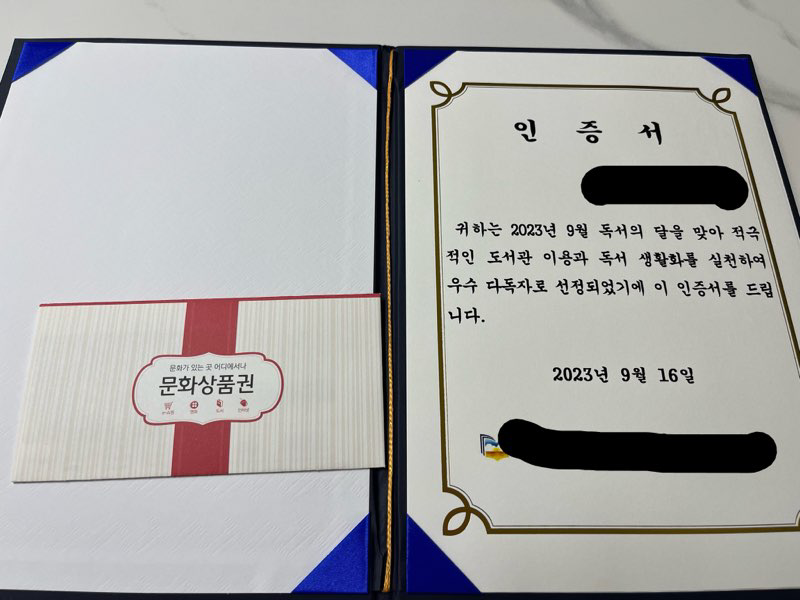 인 증 서
귀하는 2023년 9월 독서의 달을 맞아 적극
적인 도서관 이용과 독서 생활화를 실천하여
우수 다독자로 선정되었기에 이 인증서를 드립
니다.
2023년 9월 16일
문화가 있는 곳 어디에서나
문화상품권
영화 도서